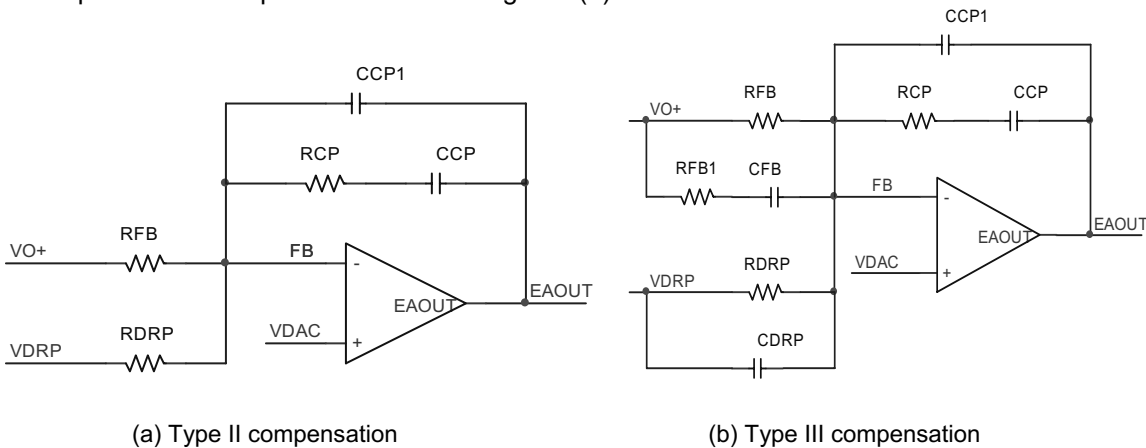 CCP1
RCP
CCP
RFB
VO+
FB
EAOUT
EAOUT
RDRP
VDAC
VDRP
+
-
(a) Type II compensation
CCP1
RFB
RCP
CCP
VO+
RFB1
CFB
FB
-
EAOUT
EAOUT
VDAC
+
RDRP
VDRP
CDRP
(b) Type III compensation